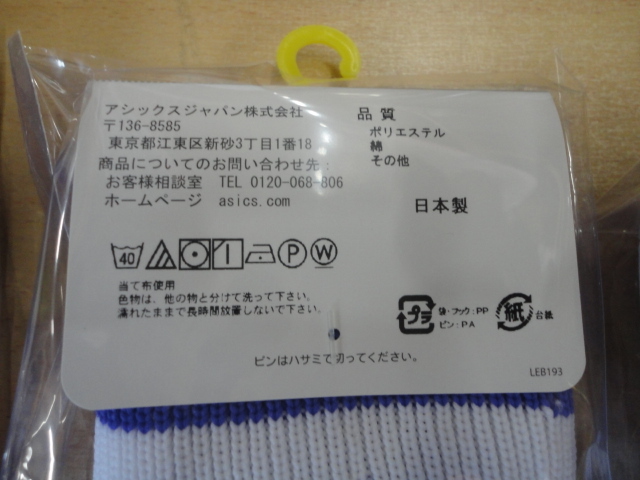 アシックスジャパン株式会社
〒136-8585
東京都江東区新砂3丁目1番18
商品についてのお問い合わせ先:
お客様相談室 TEL 0120-068-806
ホームページ asics.com
品質
ポリエステル
綿
その他
日本製
40 P W
当て布使用
色物は、他の物と分けて洗って下さい。
濡れたままで長時間放置しないで下さい。
プラ
袋・フック:PP
ピン:PA
紙
台紙
ピンはハサミで切ってください。
LEB193